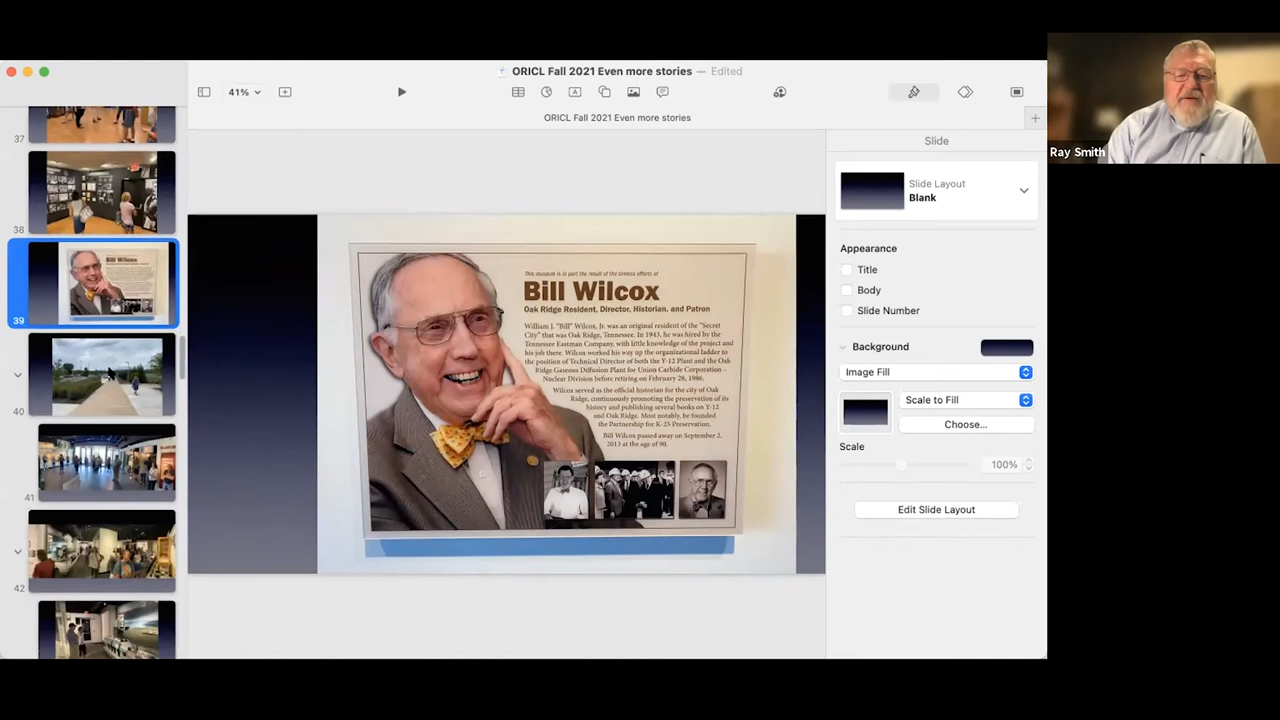 ORICL Fall 2021 Even more stories — Edited
41%
ORICL Fall 2021 Even more stories
37
38
39
40
41
42
Bill Wilcox
This museum is in part the result of the tireless efforts of
Bill Wilcox
Oak Ridge Resident, Director, Historian, and Patron
William J. "Bill" Wilcox, Jr. was an original resident of the "Secret
City" that was Oak Ridge, Tennessee. In 1943, he was hired by the
Tennessee Eastman Company, with little knowledge of the project and
his job there. Wilcox worked his way up the organizational ladder to
the position of Technical Director of both the Y-12 Plant and the Oak
Ridge Gaseous Diffusion Plant for Union Carbide Corporation –
Nuclear Division before retiring on February 28, 1986.
Wilcox served as the official historian for the city of Oak
Ridge, continuously promoting the preservation of its
history and publishing several books on Y-12
and Oak Ridge. Most notably, he founded
the Partnership for K-25 Preservation.
Bill Wilcox passed away on September 2,
2013 at the age of 90.
Slide
Slide Layout
Blank
Appearance
Title
Body
Slide Number
Background
Image Fill
Scale to Fill
Choose...
Scale
100%
Edit Slide Layout
Ray Smith